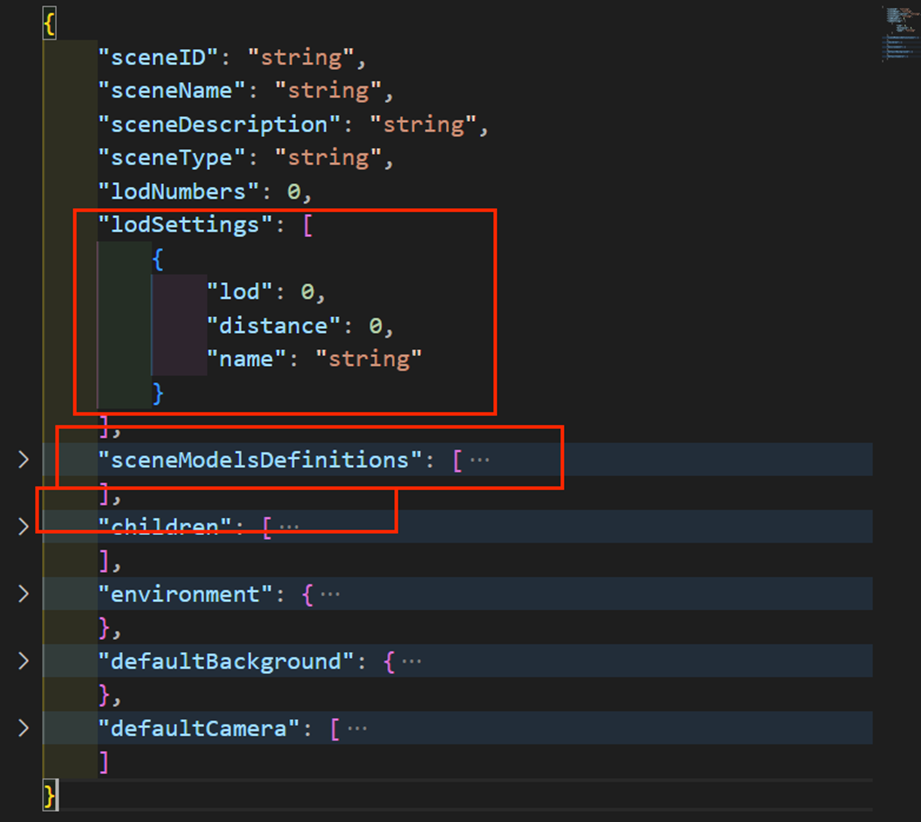 {
"sceneID": "string",
"sceneName": "string",
"sceneDescription": "string",
"sceneType": "string",
"lodNumbers": 0,
"lodSettings": [
{
"lod": 0,
"distance": 0,
"name": "string"
}
],
"sceneModelsDefinitions": [ ···
],
"children": [ ···
],
"environment": { ···
},
"defaultBackground": { ···
},
"defaultCamera": [ ···
]
}